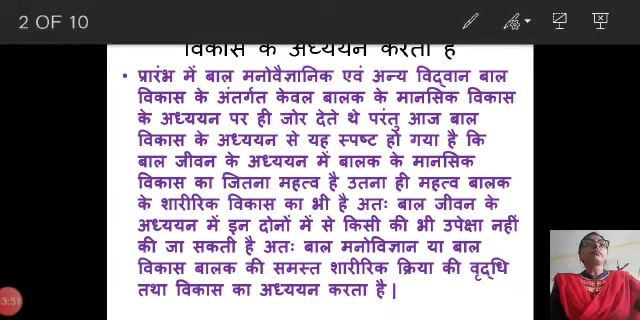 2 OF 10
विकास के अध्ययन करता है
• प्रारंभ में बाल मनोवैज्ञानिक एवं अन्य विद्वान बाल
विकास के अंतर्गत केवल बालक के मानसिक विकास
के अध्ययन पर ही जोर देते थे परंतु आज बाल
विकास के अध्ययन से यह स्पष्ट हो गया है कि
बाल जीवन के अध्ययन में बालक के मानसिक
विकास का जितना महत्व है उतना ही महत्व बालक
के शारीरिक विकास का भी है अतः बाल जीवन के
अध्ययन में इन दोनों में से किसी की भी उपेक्षा नहीं
की जा सकती है अतः बाल मनोविज्ञान या बाल
विकास बालक की समस्त शारीरिक क्रिया की वृद्धि
तथा विकास का अध्ययन करता है |
3:51